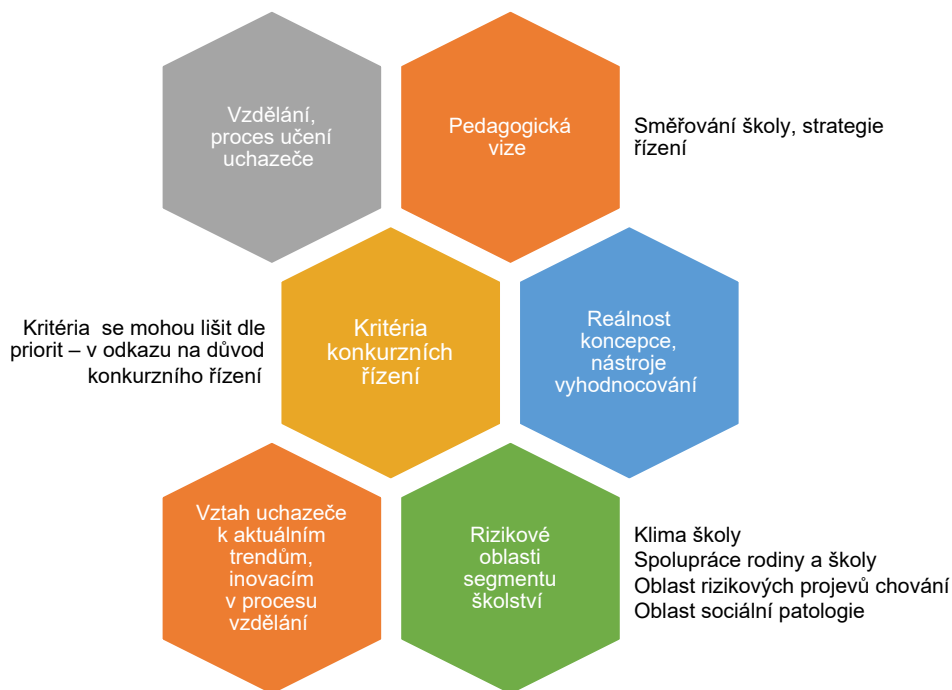 Vzdělání,
proces učení
uchazeče
Pedagogická
vize
Směřování školy, strategie
řízení
Kritéria se mohou lišit dle
priorit – v odkazu na důvod
konkurzního řízení
Kritéria
konkurzních
řízení
Reálnost
koncepce,
nástroje
vyhodnocování
Vztah uchazeče
k aktuálním
trendům,
inovacím
v procesu
vzdělání
Rizikové
oblasti
segmentu
školství
Klima školy
Spolupráce rodiny a školy
Oblast rizikových projevů chování
Oblast sociální patologie